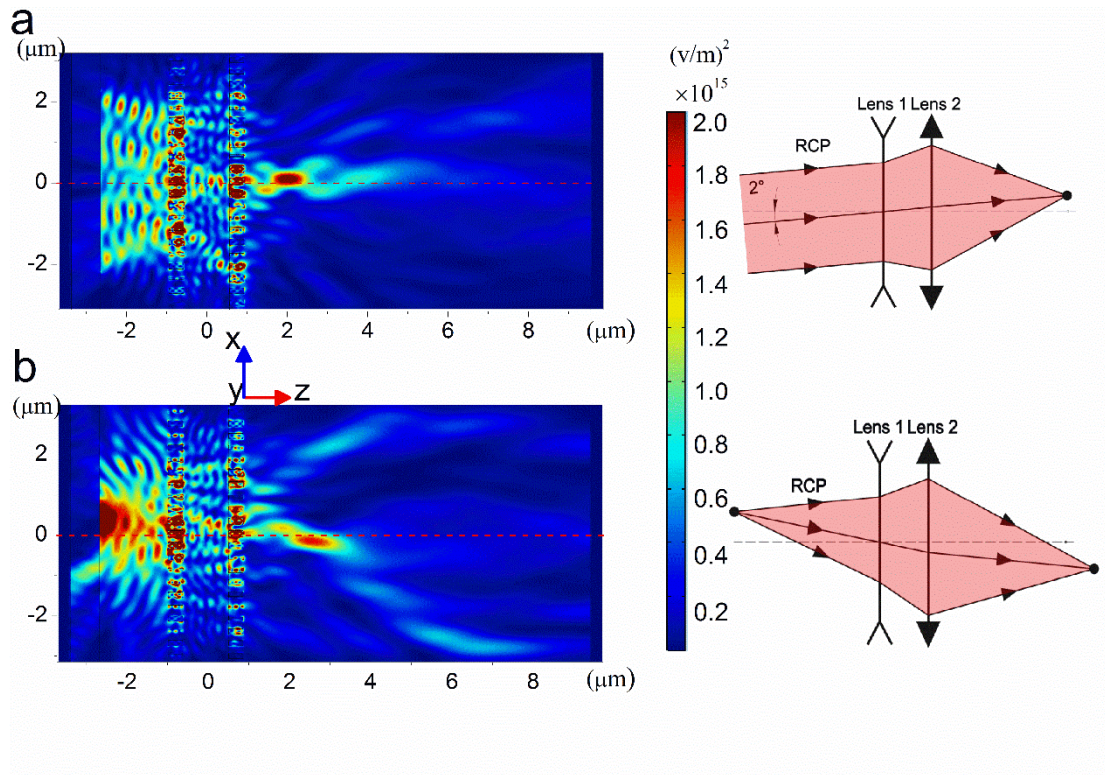 a
(μm)
2
0
-2
-2 0 2 4 6 8 (μm)
(v/m)²
×10¹⁵
2.0
1.8
1.6
1.4
1.2
1.0
0.8
0.6
0.4
0.2
Lens 1 Lens 2
RCP
2°
x
y z
b
(μm)
2
0
-2
-2 0 2 4 6 8 (μm)
Lens 1 Lens 2
RCP